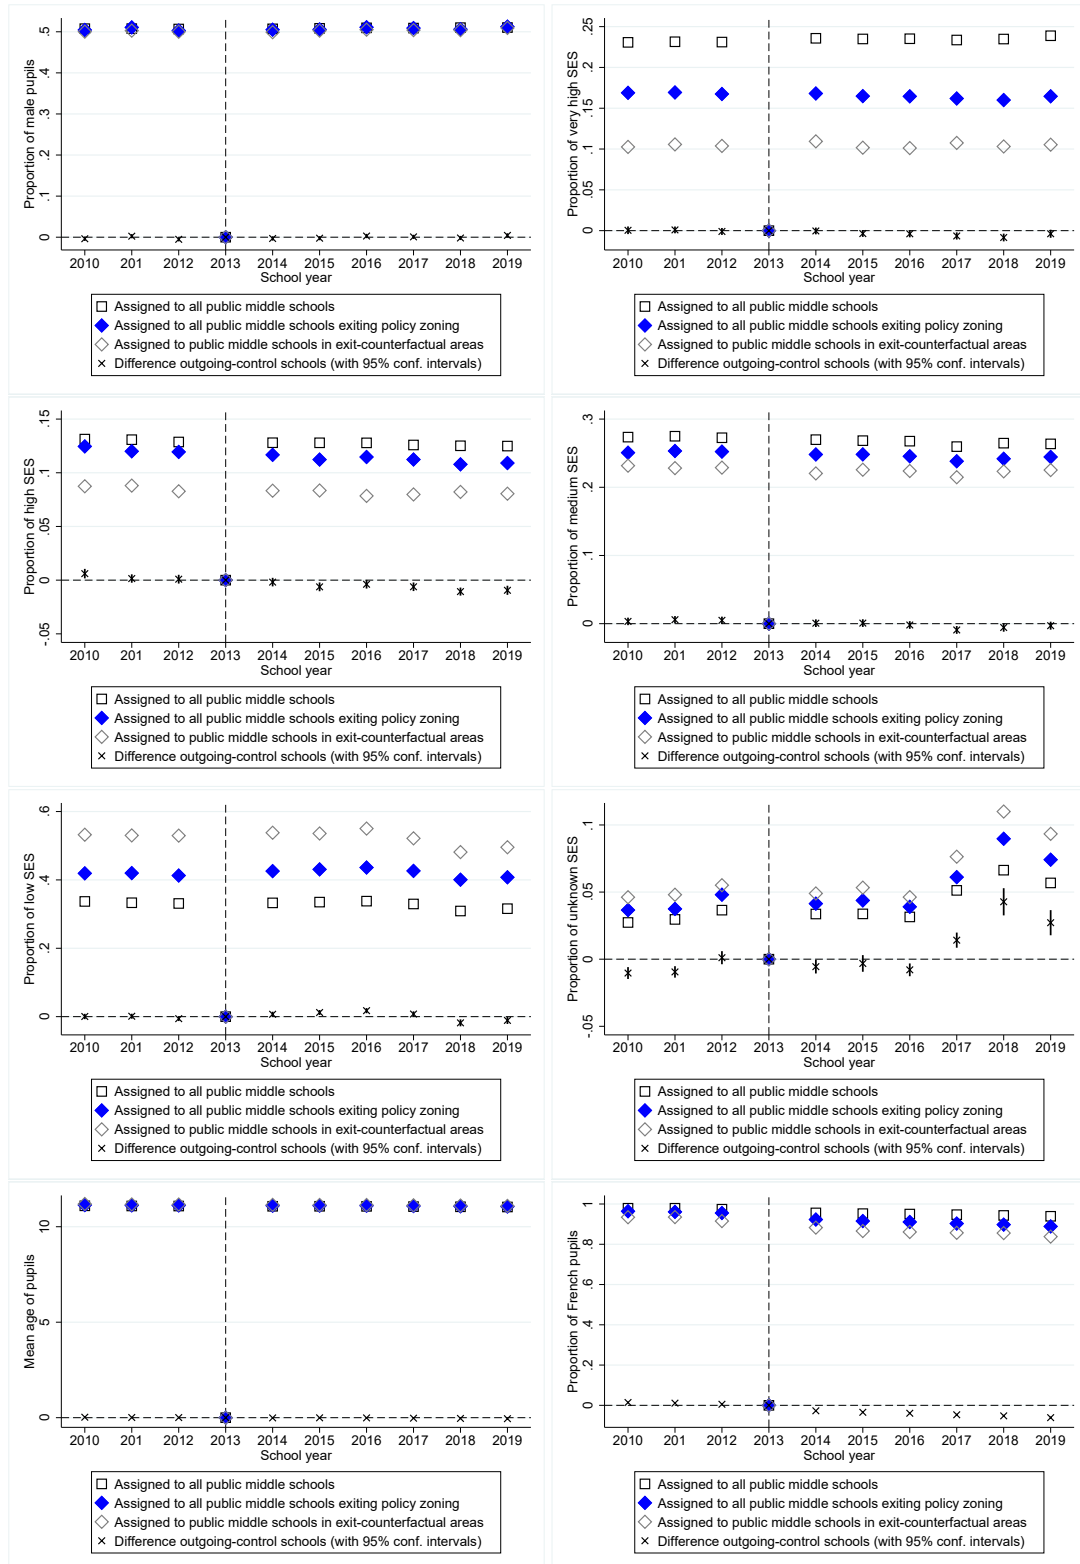 Proportion of male pupils
.5
.4
.3
.2
.1
0
2010 201 2012 2013 2014 2015 2016 2017 2018 2019
School year
Assigned to all public middle schools
Assigned to all public middle schools exiting policy zoning
Assigned to public middle schools in exit-counterfactual areas
Difference outgoing-control schools (with 95% conf. intervals)
Proportion of very high SES
.25
.2
.15
.1
.05
0
2010 201 2012 2013 2014 2015 2016 2017 2018 2019
School year
Assigned to all public middle schools
Assigned to all public middle schools exiting policy zoning
Assigned to public middle schools in exit-counterfactual areas
Difference outgoing-control schools (with 95% conf. intervals)
Proportion of high SES
.15
.1
.05
0
-.05
2010 201 2012 2013 2014 2015 2016 2017 2018 2019
School year
Assigned to all public middle schools
Assigned to all public middle schools exiting policy zoning
Assigned to public middle schools in exit-counterfactual areas
Difference outgoing-control schools (with 95% conf. intervals)
Proportion of medium SES
.3
.2
.1
0
2010 201 2012 2013 2014 2015 2016 2017 2018 2019
School year
Assigned to all public middle schools
Assigned to all public middle schools exiting policy zoning
Assigned to public middle schools in exit-counterfactual areas
Difference outgoing-control schools (with 95% conf. intervals)
Proportion of low SES
.6
.4
.2
0
2010 201 2012 2013 2014 2015 2016 2017 2018 2019
School year
Assigned to all public middle schools
Assigned to all public middle schools exiting policy zoning
Assigned to public middle schools in exit-counterfactual areas
Difference outgoing-control schools (with 95% conf. intervals)
Proportion of unknown SES
.1
.05
0
-.05
2010 201 2012 2013 2014 2015 2016 2017 2018 2019
School year
Assigned to all public middle schools
Assigned to all public middle schools exiting policy zoning
Assigned to public middle schools in exit-counterfactual areas
Difference outgoing-control schools (with 95% conf. intervals)
Mean age of pupils
10
5
0
2010 201 2012 2013 2014 2015 2016 2017 2018 2019
School year
Assigned to all public middle schools
Assigned to all public middle schools exiting policy zoning
Assigned to public middle schools in exit-counterfactual areas
Difference outgoing-control schools (with 95% conf. intervals)
Proportion of French pupils
1
.8
.6
.4
.2
0
2010 201 2012 2013 2014 2015 2016 2017 2018 2019
School year
Assigned to all public middle schools
Assigned to all public middle schools exiting policy zoning
Assigned to public middle schools in exit-counterfactual areas
Difference outgoing-control schools (with 95% conf. intervals)